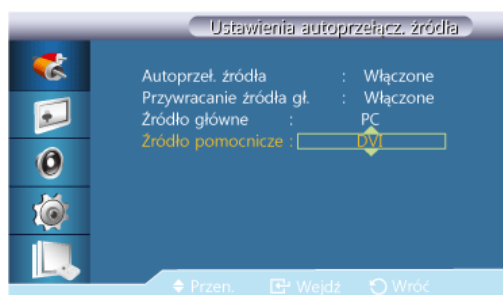 Ustawienia autoprzełącz. źródła
Autoprzeł. źródła : Włączone
Przywracanie źródła gł. : Włączone
Źródło główne : PC
Źródło pomocnicze : DVI
Przen. Wejdź Wróć